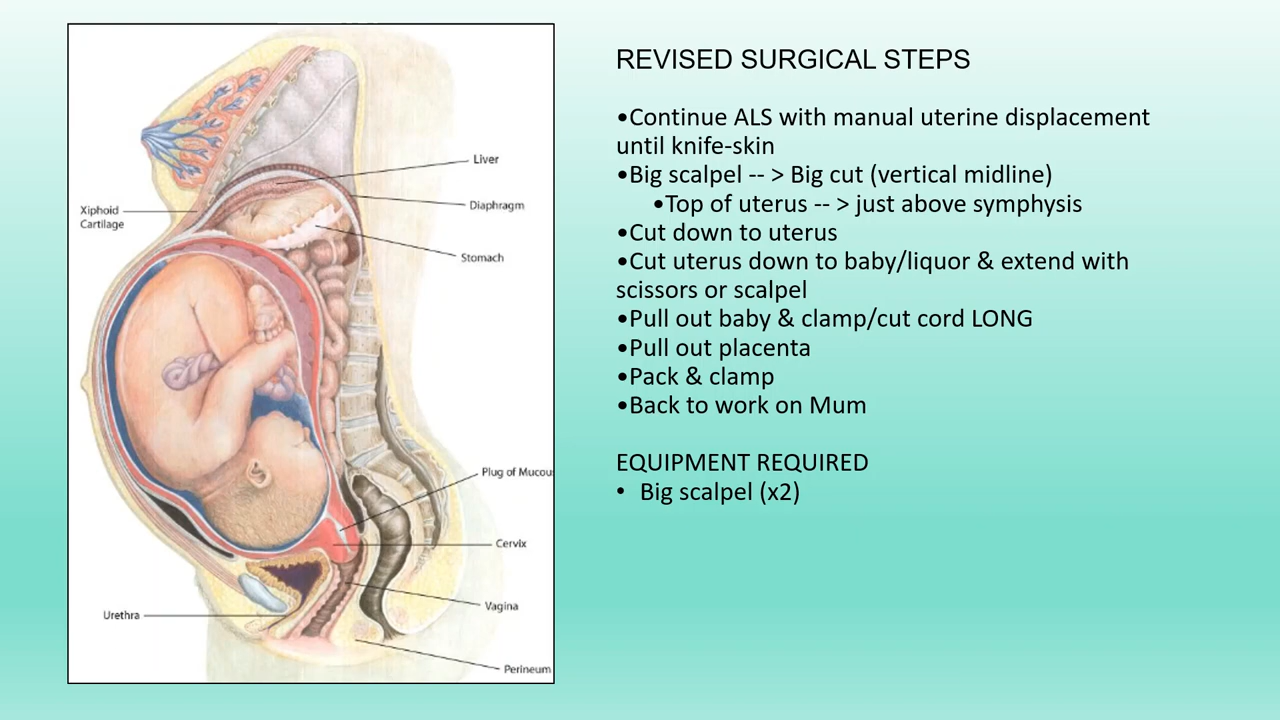 REVISED SURGICAL STEPS
•Continue ALS with manual uterine displacement
until knife-skin
•Big scalpel -- > Big cut (vertical midline)
•Top of uterus -- > just above symphysis
•Cut down to uterus
•Cut uterus down to baby/liquor & extend with
scissors or scalpel
•Pull out baby & clamp/cut cord LONG
•Pull out placenta
•Pack & clamp
•Back to work on Mum
EQUIPMENT REQUIRED
• Big scalpel (x2)
Liver
Diaphragm
Xiphoid
Cartilage
Stomach
Plug of Mucou
Cervix
Vagina
Urethra
Perineum